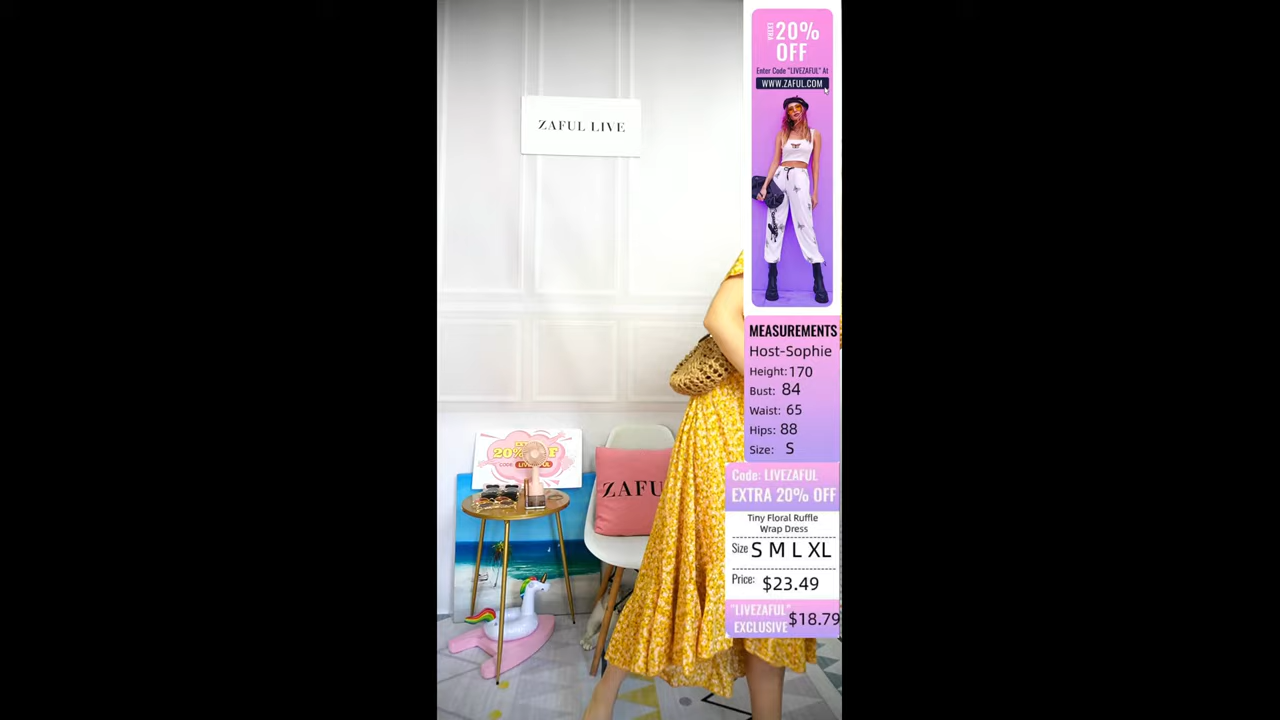 20%
OFF
Enter Code "LIVEZAFUL" At
WWW.ZAFUL.COM
ZAFUL LIVE
MEASUREMENTS
Host-Sophie
Height: 170
Bust: 84
Waist: 65
Hips: 88
Size: S
20% F
CODE:
ZAFU
Code: LIVEZAFUL
EXTRA 20% OFF
Tiny Floral Ruffle
Wrap Dress
Size S M L XL
Price: $23.49
"LIVEZAFUL"
EXCLUSIVE $18.79